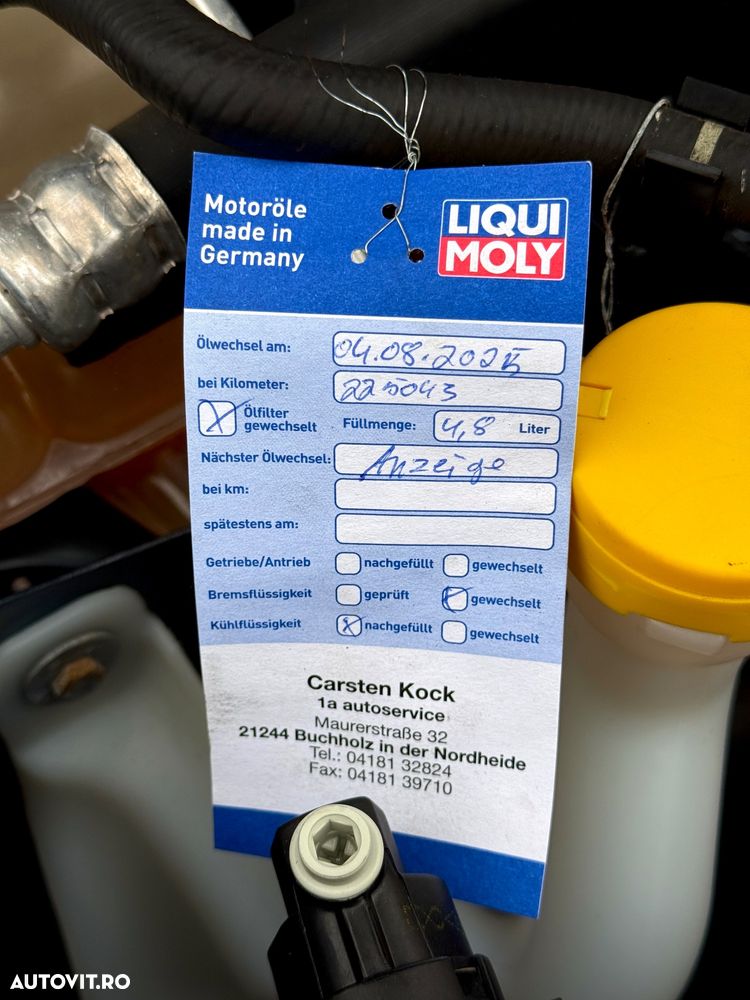 Motoröle
made in
Germany
LIQUI
MOLY
Ölwechsel am: 04.08.2025
bei Kilometer: 225043
X Ölfilter
gewechselt
Füllmenge: 4,8 Liter
Nächster Ölwechsel: Anzeige
bei km:
spätestens am:
Getriebe/Antrieb nachgefüllt gewechselt
Bremsflüssigkeit geprüft gewechselt
Kühlflüssigkeit X nachgefüllt gewechselt
Carsten Kock
1a autoservice
Maurerstraße 32
21244 Buchholz in der Nordheide
Tel.: 04181 32824
Fax: 04181 39710
AUTOVIT.RO